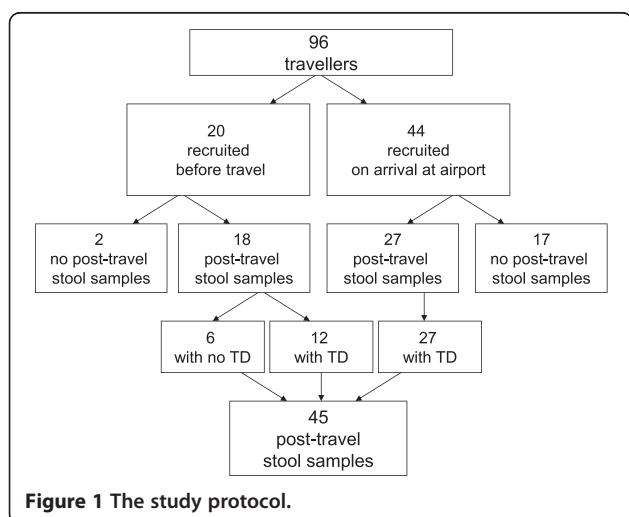 96
travellers
20
recruited
before travel
44
recruited
on arrival at airport
2
no post-travel
stool samples
18
post-travel
stool samples
27
post-travel
stool samples
17
no post-travel
stool samples
6
with no TD
12
with TD
27
with TD
45
post-travel
stool samples
Figure 1 The study protocol.